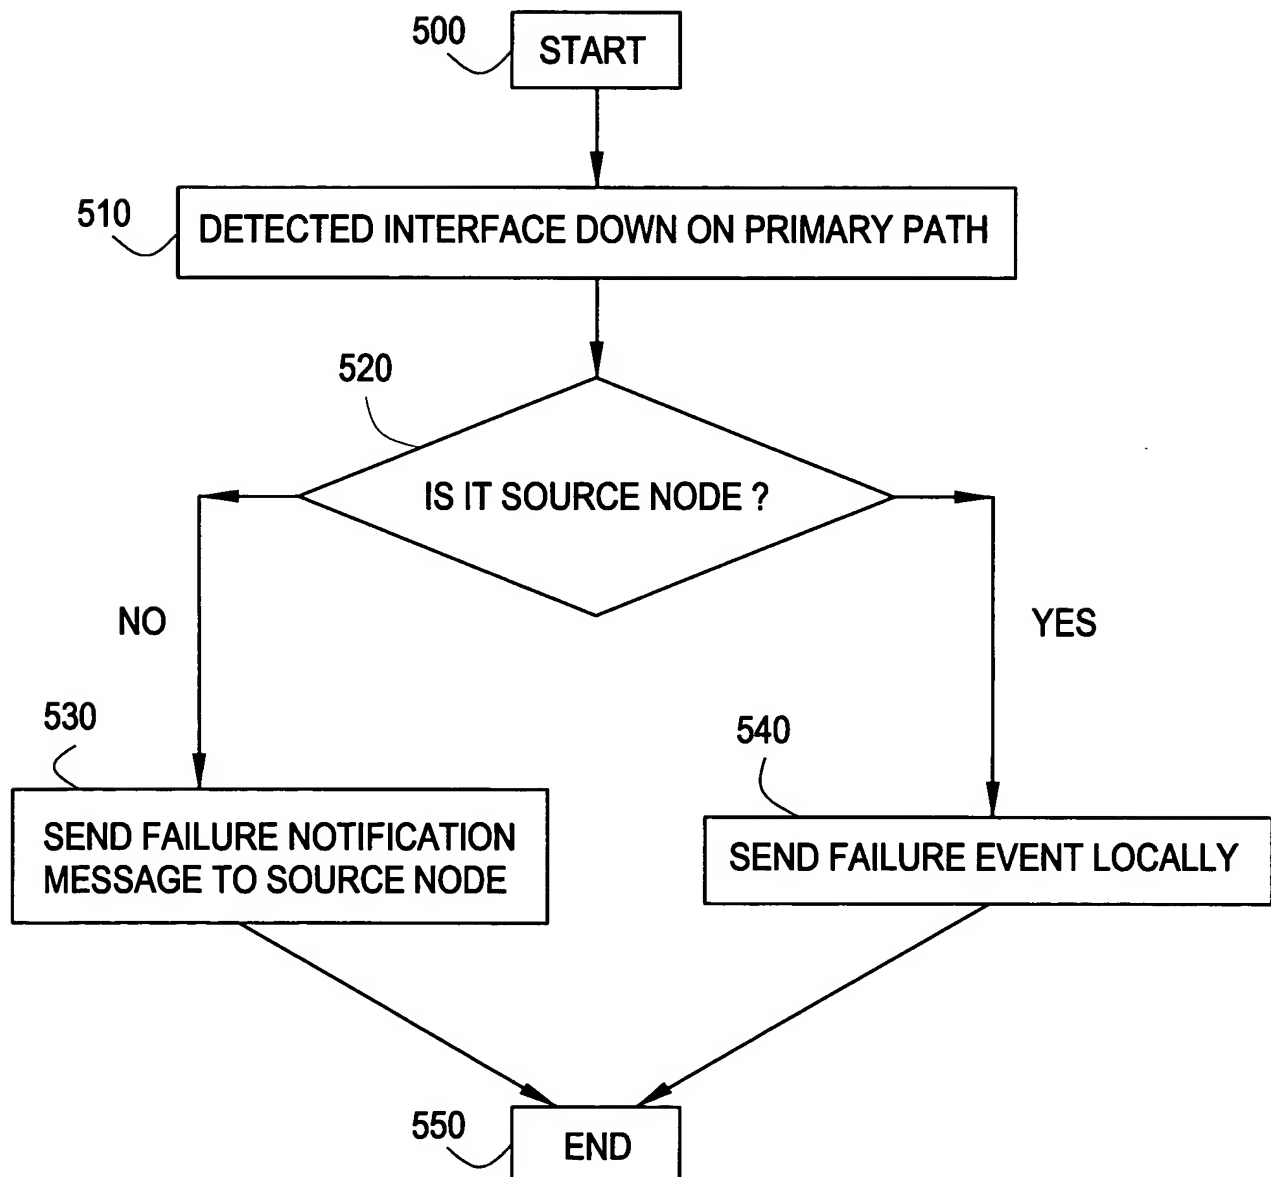 500
START
510
DETECTED INTERFACE DOWN ON PRIMARY PATH
520
IS IT SOURCE NODE ?
NO
YES
530
SEND FAILURE NOTIFICATION
MESSAGE TO SOURCE NODE
540
SEND FAILURE EVENT LOCALLY
550
END